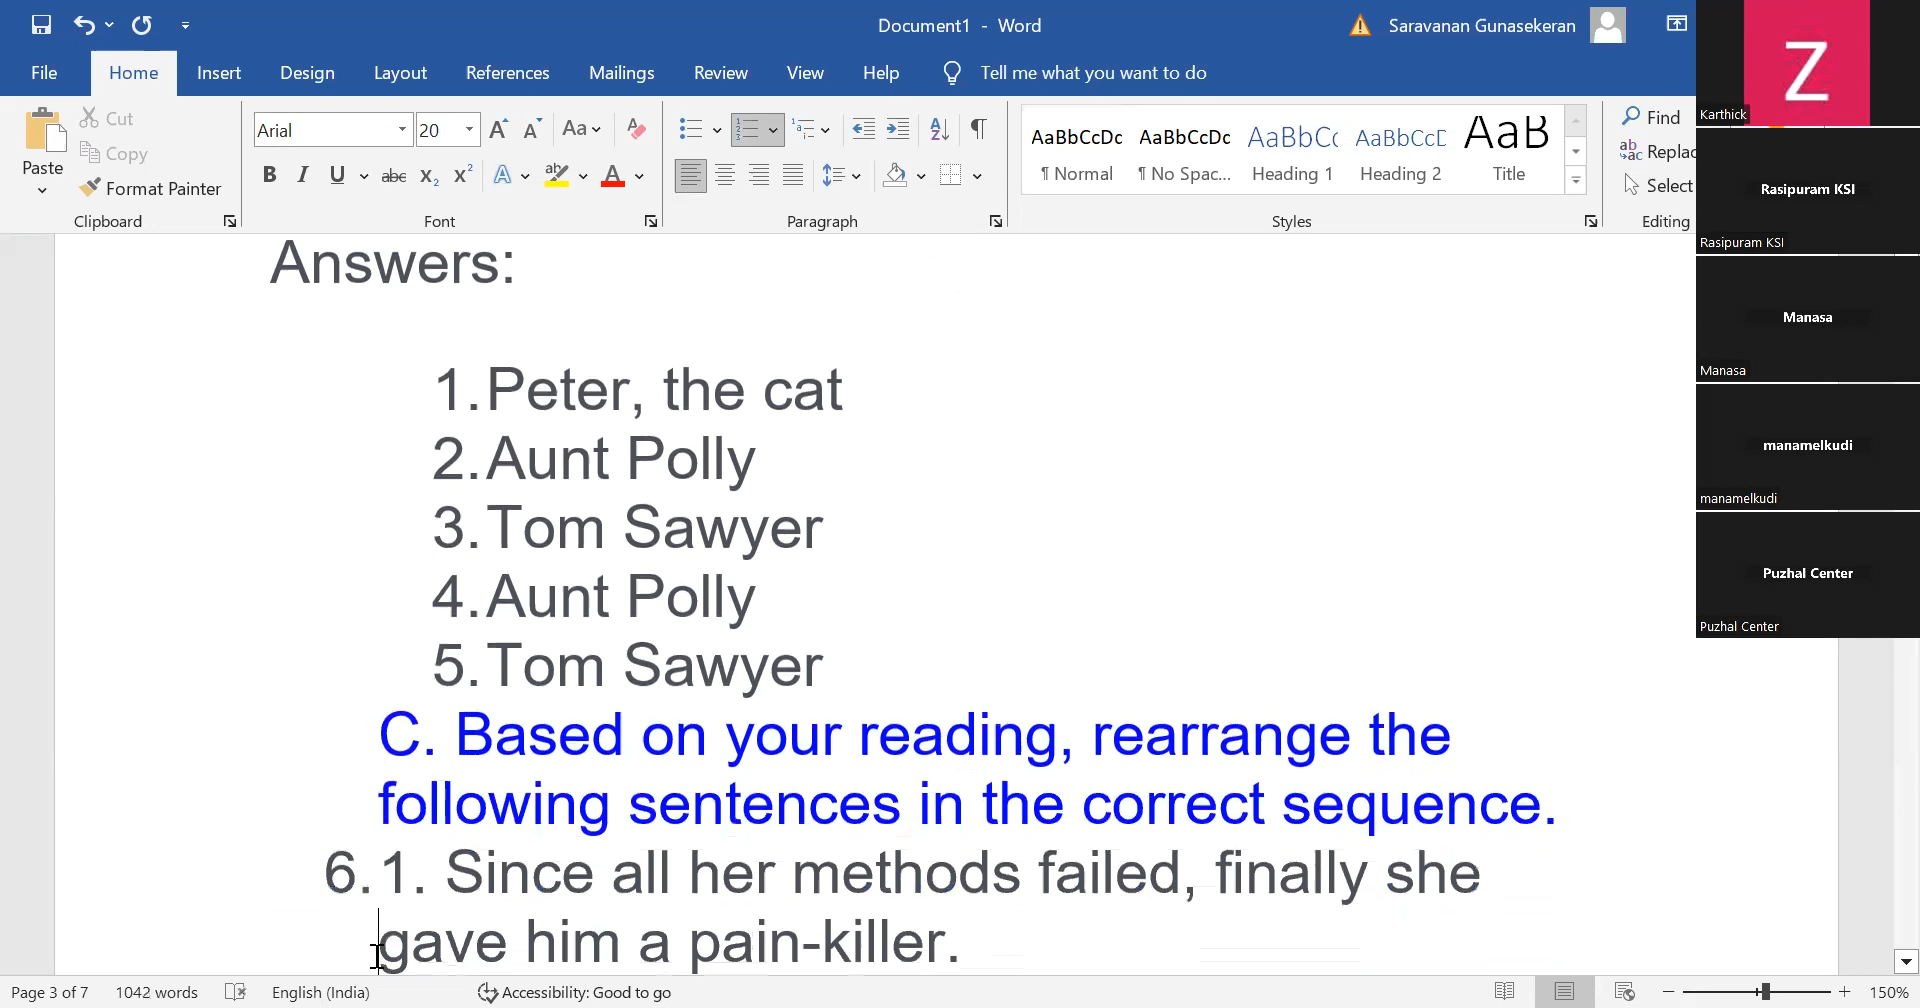 Document1 - Word
Saravanan Gunasekeran
File Home Insert Design Layout References Mailings Review View Help Tell me what you want to do
Paste
Cut
Copy
Format Painter
Clipboard
Arial 20
Font
Paragraph
AaBbCcDc AaBbCcDc AaBbCc AaBbCcD AaB
¶ Normal ¶ No Spac... Heading 1 Heading 2 Title
Styles
Find
Replac
Select
Editing
Z
Karthick
Rasipuram KSI
Rasipuram KSI
Manasa
Manasa
manamelkudi
manamelkudi
Puzhal Center
Puzhal Center
Answers:
1. Peter, the cat
2. Aunt Polly
3. Tom Sawyer
4. Aunt Polly
5. Tom Sawyer
C. Based on your reading, rearrange the
following sentences in the correct sequence.
6. 1. Since all her methods failed, finally she
gave him a pain-killer.
Page 3 of 7 1042 words English (India) Accessibility: Good to go 150%